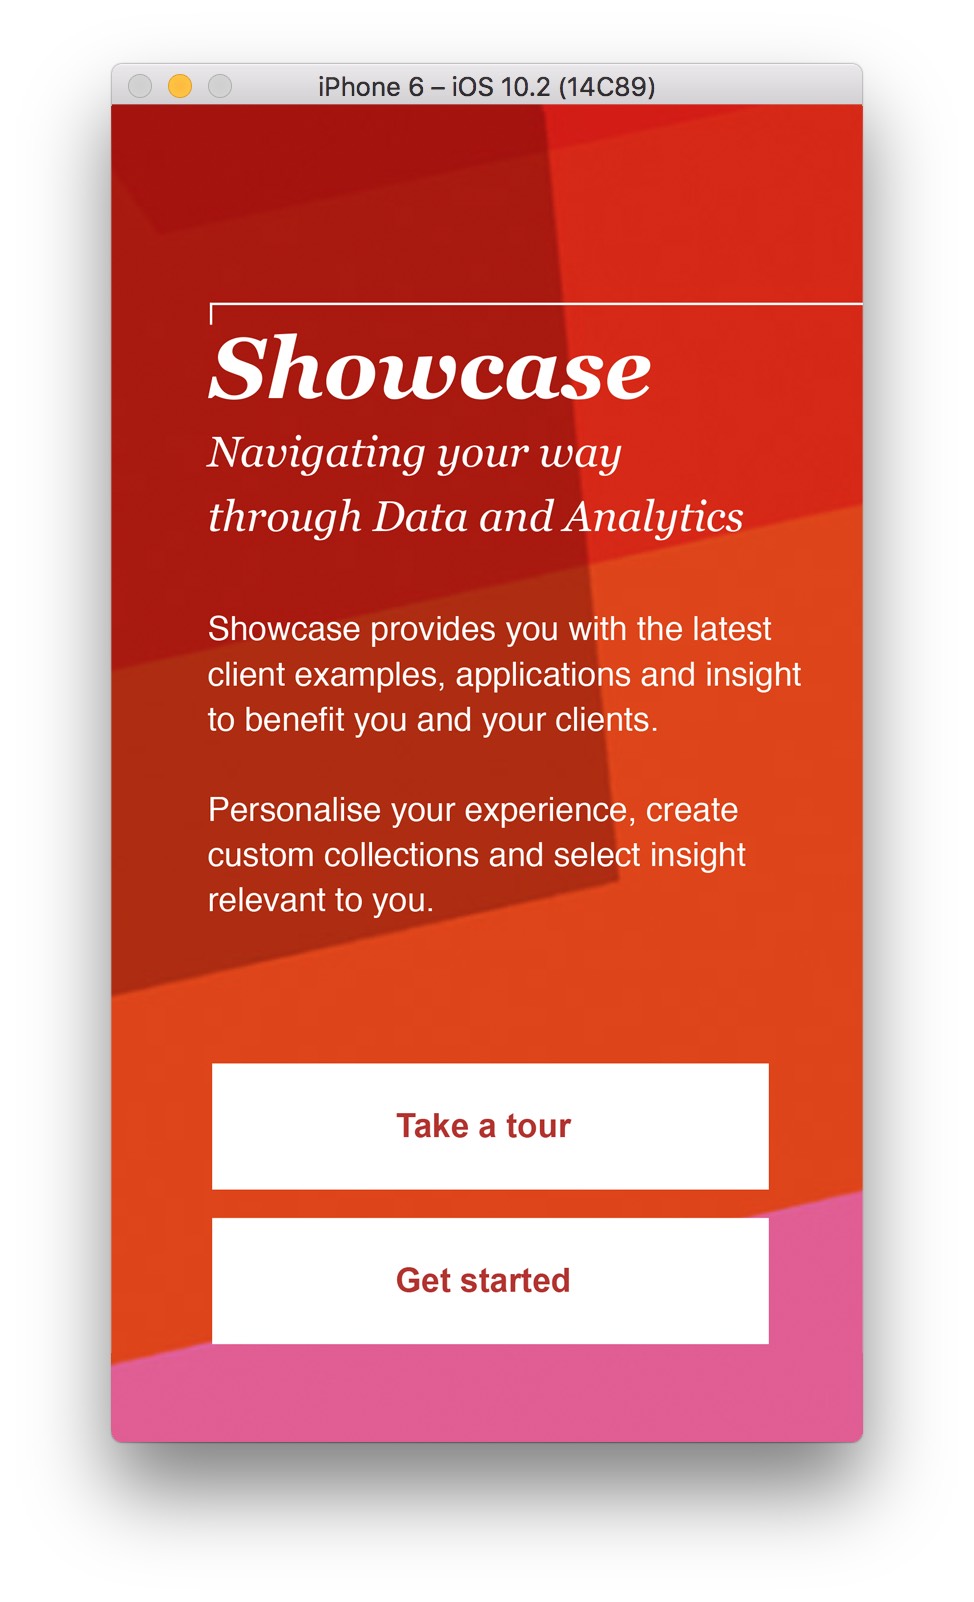 iPhone 6 – iOS 10.2 (14C89)
Showcase
Navigating your way
through Data and Analytics
Showcase provides you with the latest
client examples, applications and insight
to benefit you and your clients.
Personalise your experience, create
custom collections and select insight
relevant to you.
Take a tour
Get started